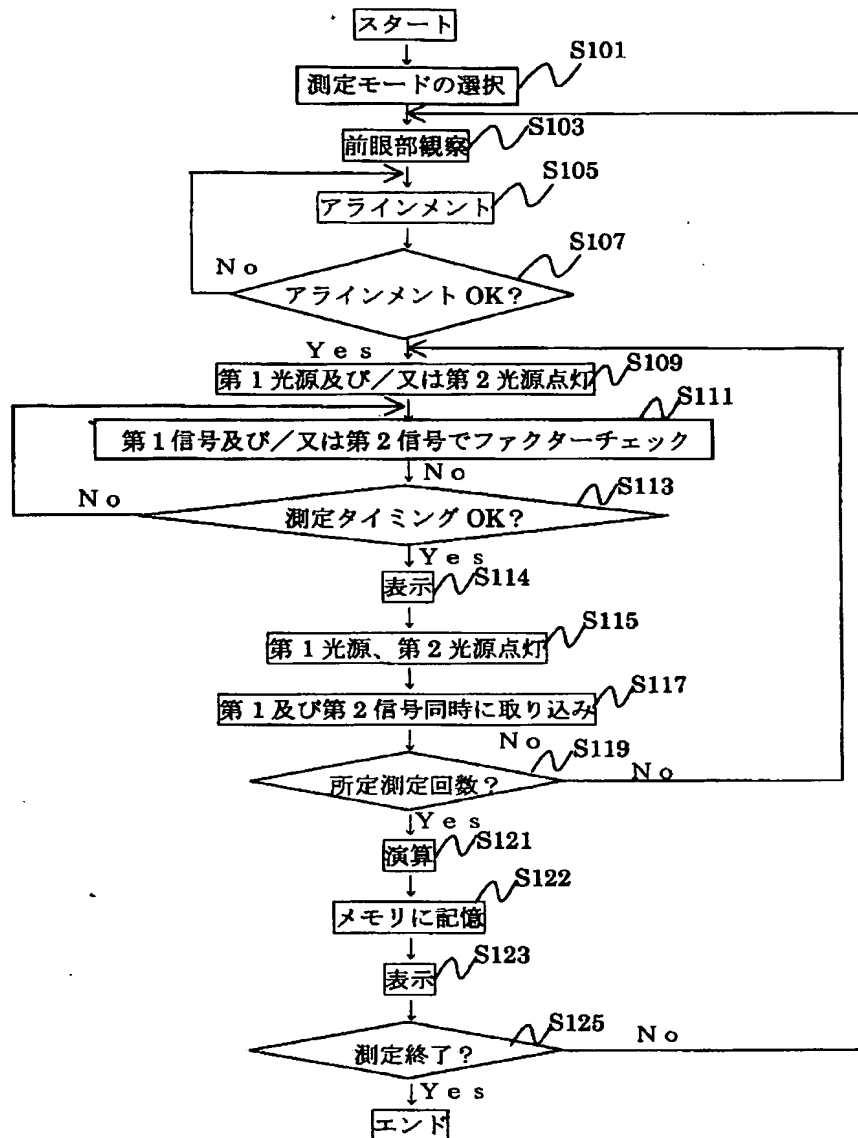 スタート
S101
測定モードの選択
S103
前眼部観察
S105
アラインメント
S107
No
アラインメントOK?
Yes
S109
第1光源及び/又は第2光源点灯
S111
第1信号及び/又は第2信号でファクターチェック
No
No
S113
測定タイミングOK?
Yes
S114
表示
S115
第1光源、第2光源点灯
S117
第1及び第2信号同時に取り込み
No
S119
所定測定回数?
No
Yes
S121
演算
S122
メモリに記憶
S123
表示
S125
No
測定終了?
Yes
エンド